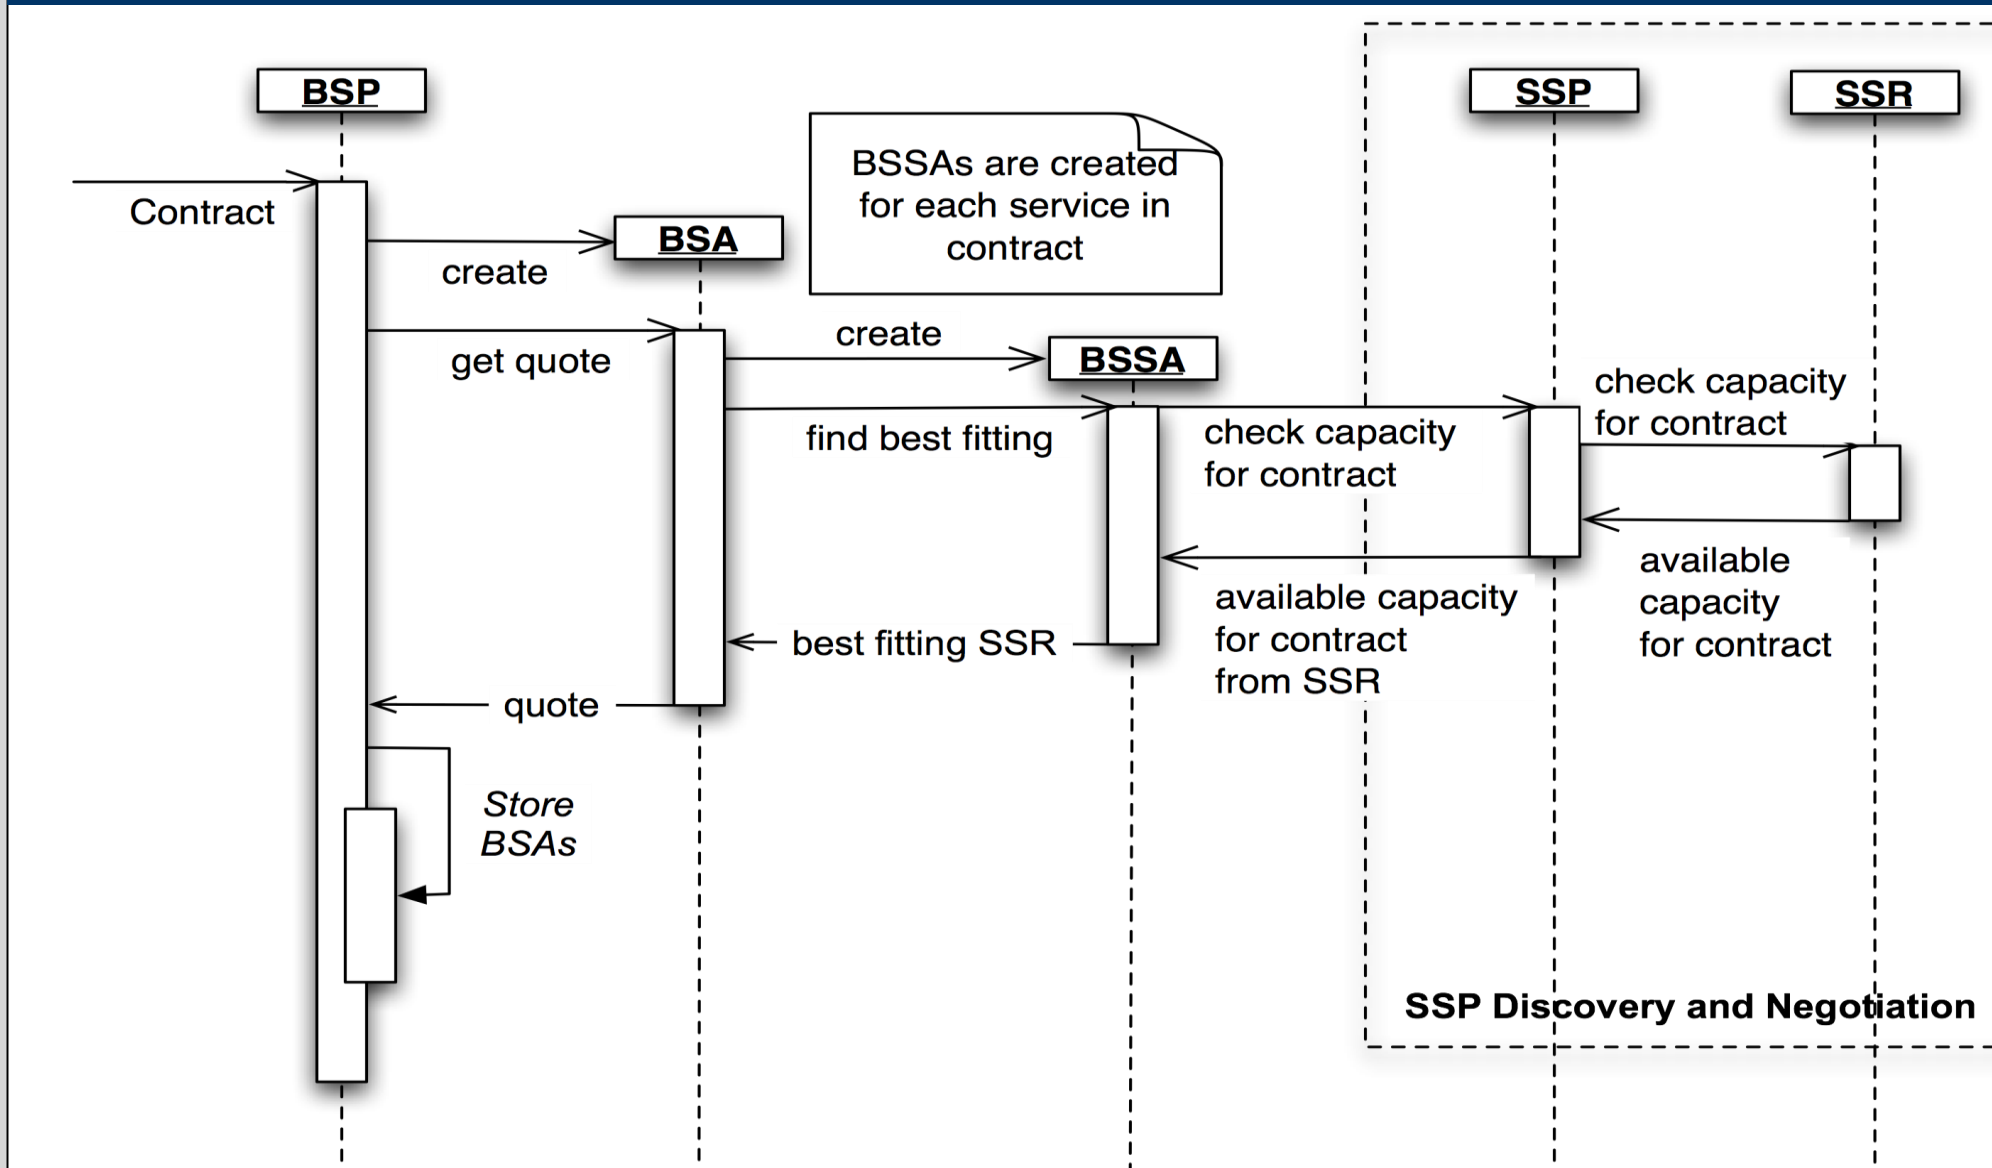 BSP
SSP
SSR
BSSAs are created
for each service in
contract
Contract
BSA
create
create
get quote
BSSA
check capacity
for contract
find best fitting
check capacity
for contract
available
capacity
for contract
available capacity
for contract
from SSR
best fitting SSR
quote
Store
BSAs
SSP Discovery and Negotiation